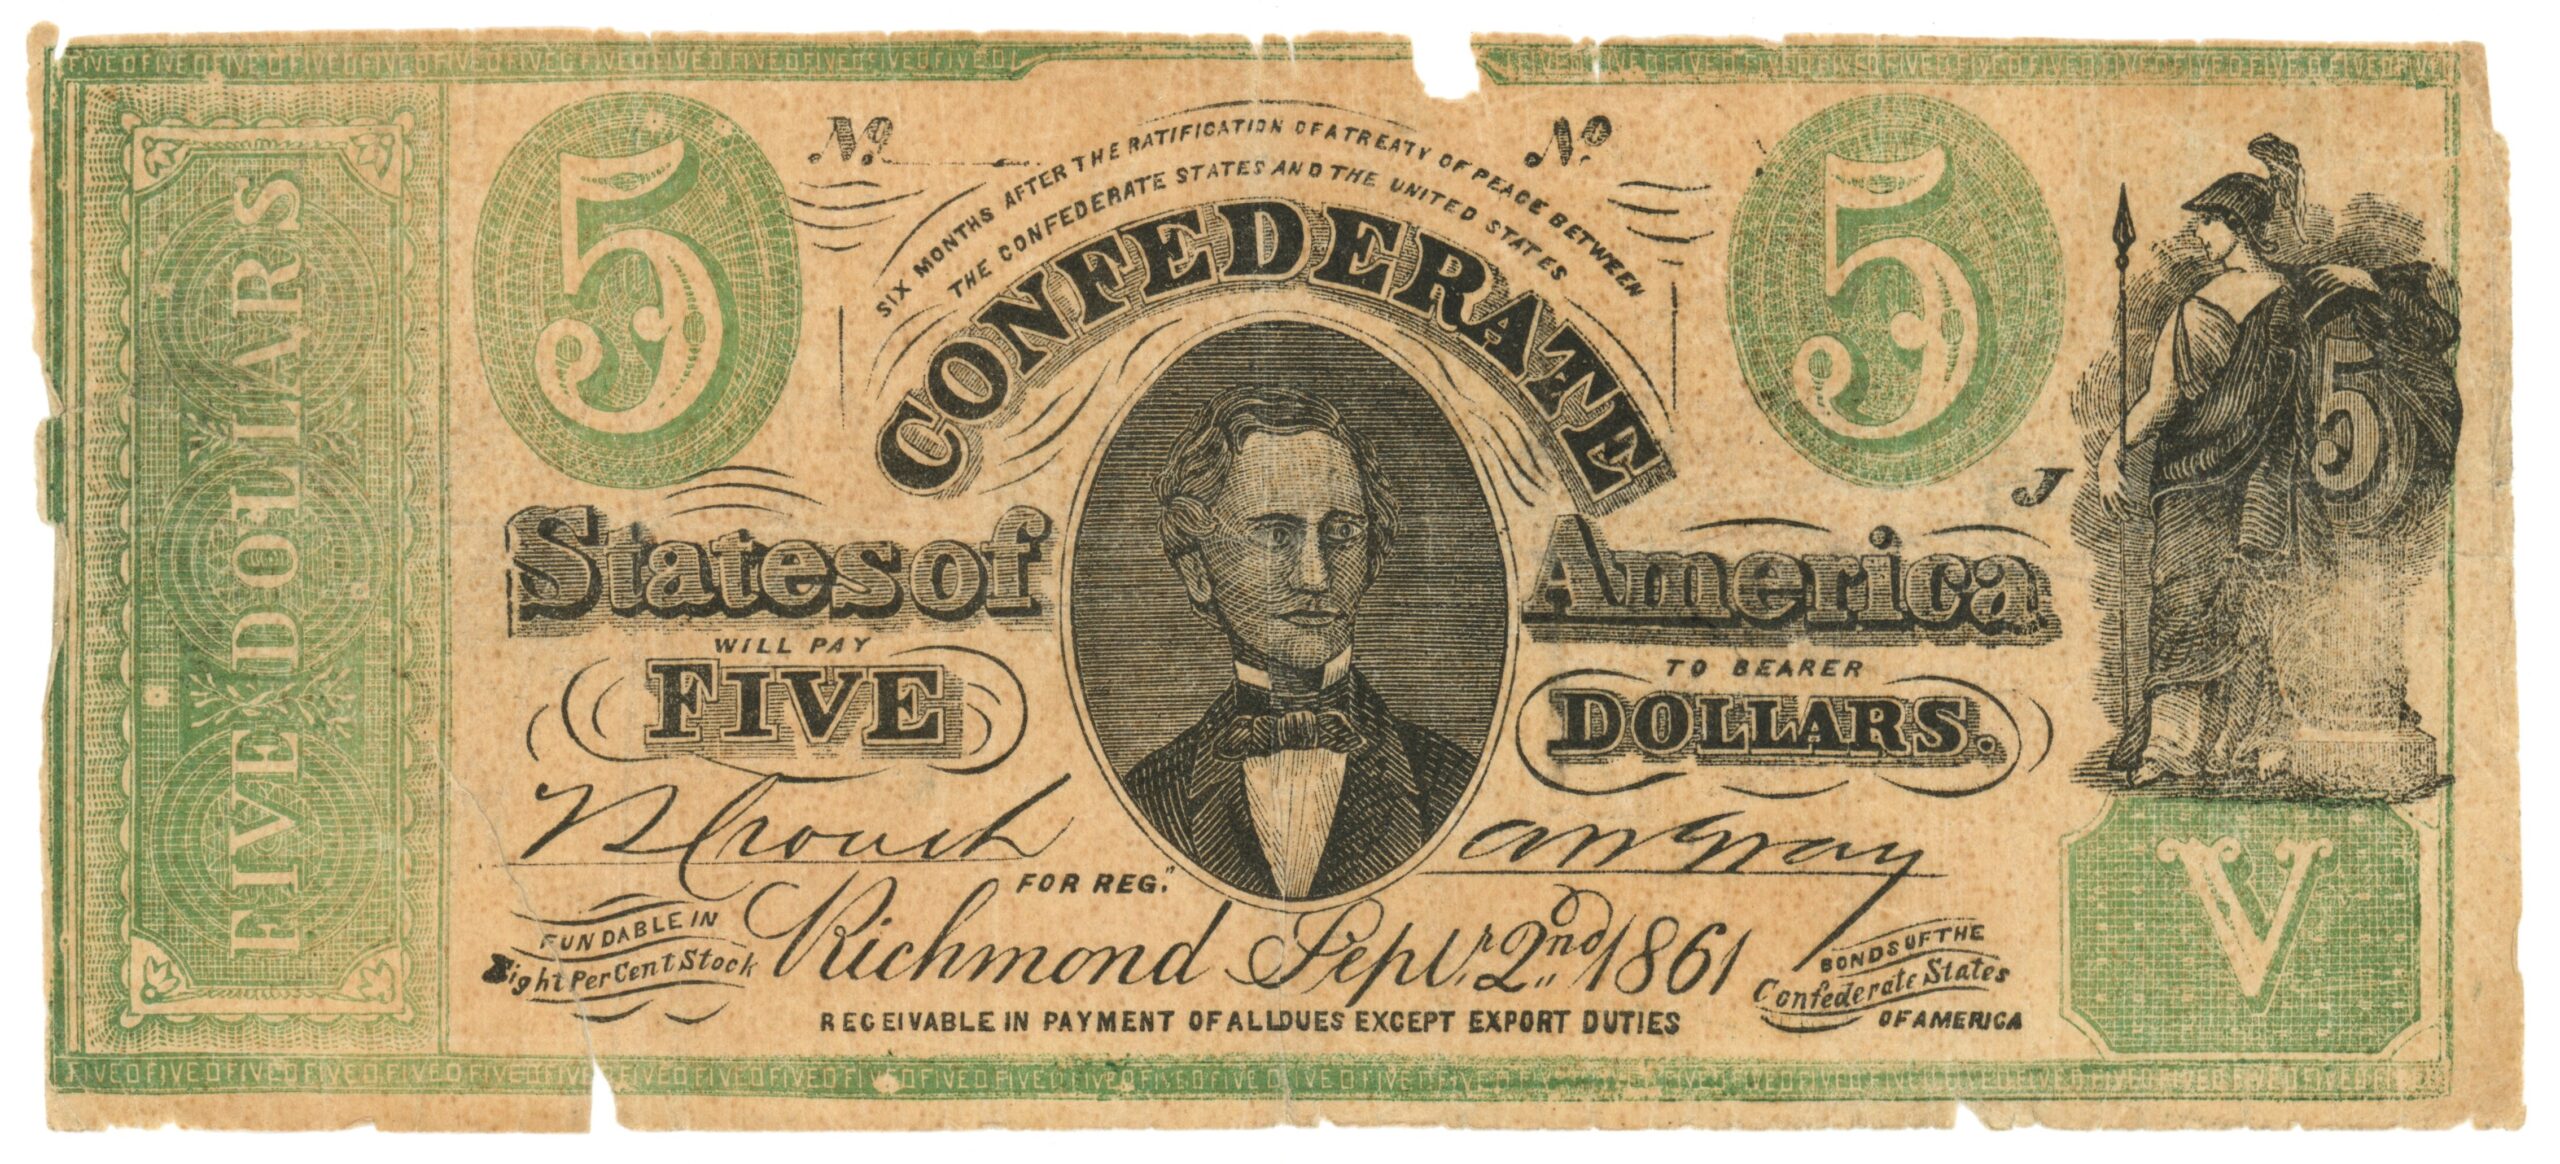 FIVE DOLLARS
5
No.
No
5
SIX MONTHS AFTER THE RATIFICATION OF A TREATY OF PEACE BETWEEN
THE CONFEDERATE STATES AND THE UNITED STATES
CONFEDERATE
5
J
States of America
WILL PAY
TO BEARER
FIVE
DOLLARS.
FOR REG."
FUNDABLE IN
Eight Per Cent Stock
Richmond Septr. 2nd 1861
BONDS OF THE
Confederate States
OF AMERICA
RECEIVABLE IN PAYMENT OF ALL DUES EXCEPT EXPORT DUTIES
V